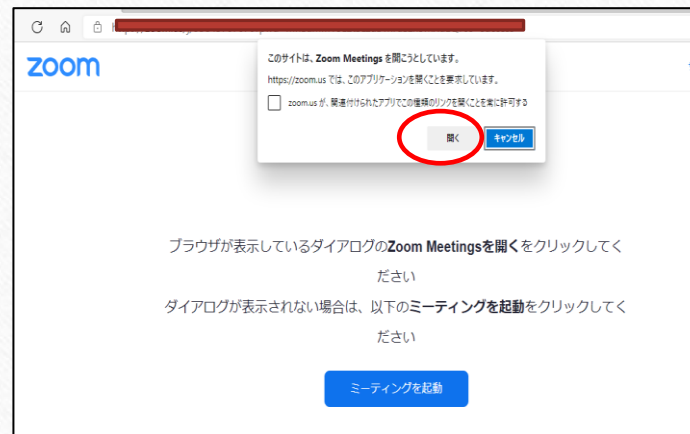 zoom
このサイトは、Zoom Meetings を開こうとしています。
https://zoom.us では、このアプリケーションを開くことを要求しています。
zoom.us が、関連付けられたアプリでこの種類のリンクを開くことを常に許可する
開く
キャンセル
ブラウザが表示しているダイアログのZoom Meetingsを開くをクリックしてく
ださい
ダイアログが表示されない場合は、以下のミーティングを起動をクリックしてく
ださい
ミーティングを起動